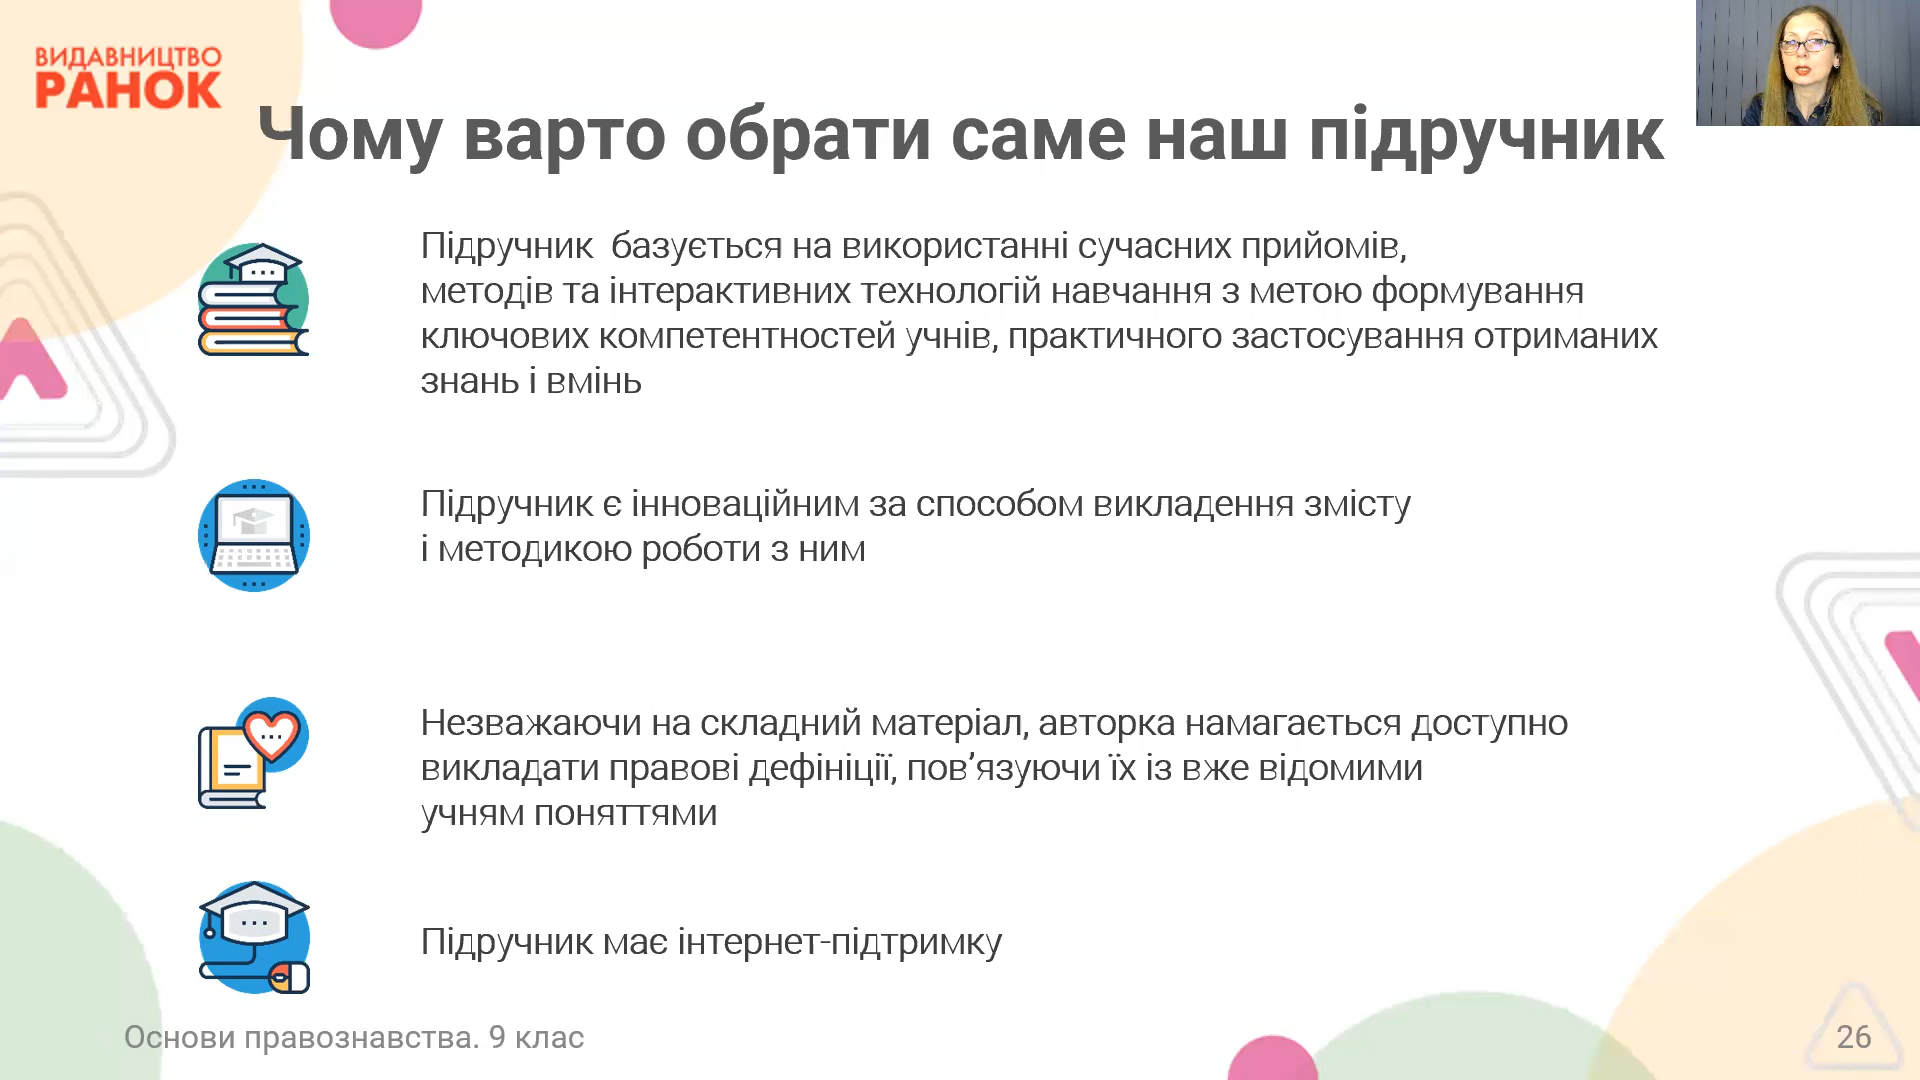 ВИДАВНИЦТВО
РАНОК
Чому варто обрати саме наш підручник
Підручник базується на використанні сучасних прийомів,
методів та інтерактивних технологій навчання з метою формування
ключових компетентностей учнів, практичного застосування отриманих
знань і вмінь
Підручник є інноваційним за способом викладення змісту
і методикою роботи з ним
Незважаючи на складний матеріал, авторка намагається доступно
викладати правові дефініції, пов’язуючи їх із вже відомими
учням поняттями
Підручник має інтернет-підтримку
Основи правознавства. 9 клас
26